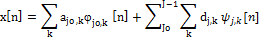 x[n] = ∑_k a_{jo,k} φ_{jo,k} [n] + ∑_{Jo}^{J-1} ∑_k d_{j,k} ψ_{j,k}[n]